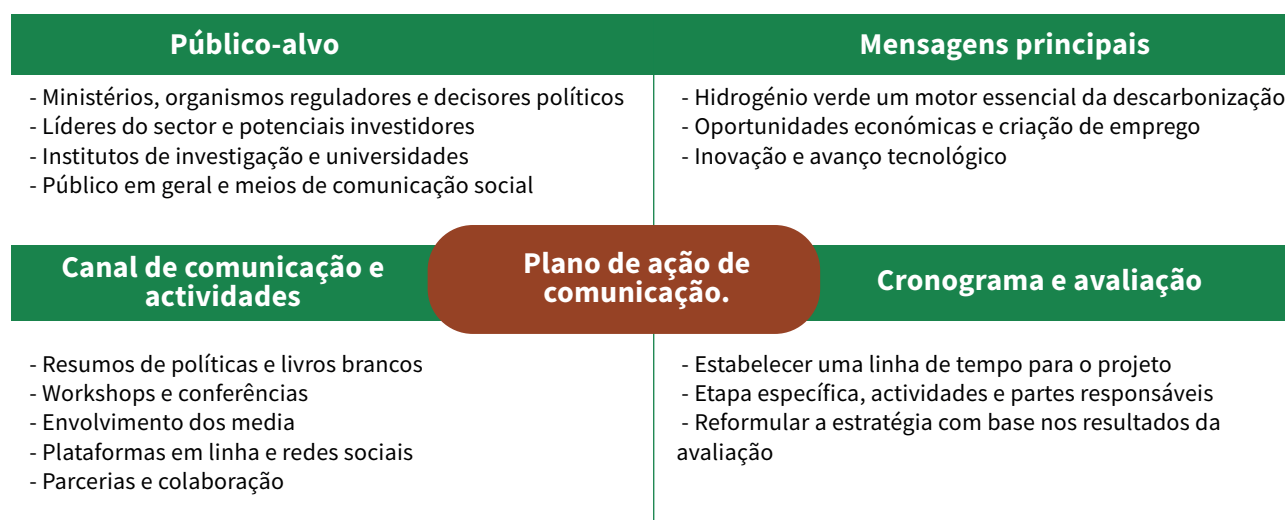 Público-alvo
- Ministérios, organismos reguladores e decisores políticos
- Líderes do sector e potenciais investidores
- Institutos de investigação e universidades
- Público em geral e meios de comunicação social
Mensagens principais
- Hidrogénio verde um motor essencial da descarbonização
- Oportunidades económicas e criação de emprego
- Inovação e avanço tecnológico
Plano de ação de
comunicação.
Canal de comunicação e
actividades
- Resumos de políticas e livros brancos
- Workshops e conferências
- Envolvimento dos media
- Plataformas em linha e redes sociais
- Parcerias e colaboração
Cronograma e avaliação
- Estabelecer uma linha de tempo para o projeto
- Etapa específica, actividades e partes responsáveis
- Reformular a estratégia com base nos resultados da
avaliação